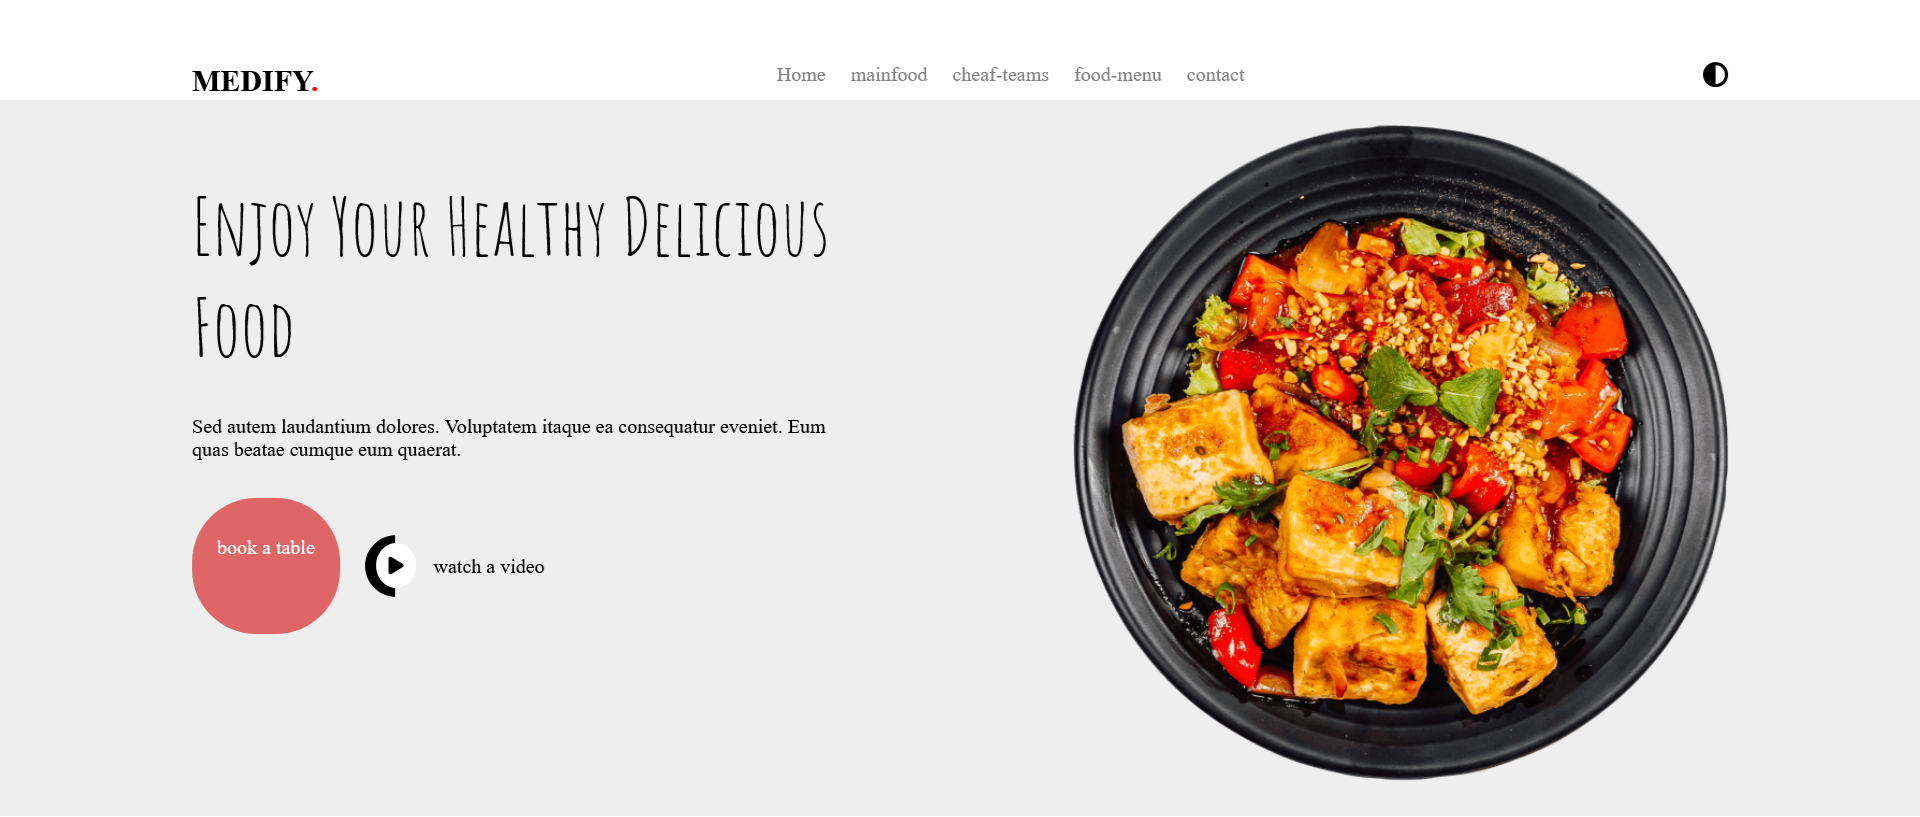 MEDIFY.
Home mainfood cheaf-teams food-menu contact
Enjoy Your Healthy Delicious
Food
Sed autem laudantium dolores. Voluptatem itaque ea consequatur eveniet. Eum
quas beatae cumque eum quaerat.
book a table
watch a video